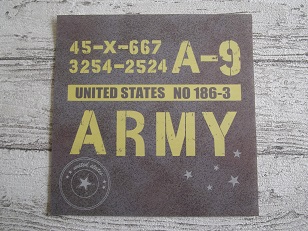 45-X-667
3254-2524 A-9
UNITED STATES NO 186-3
ARMY